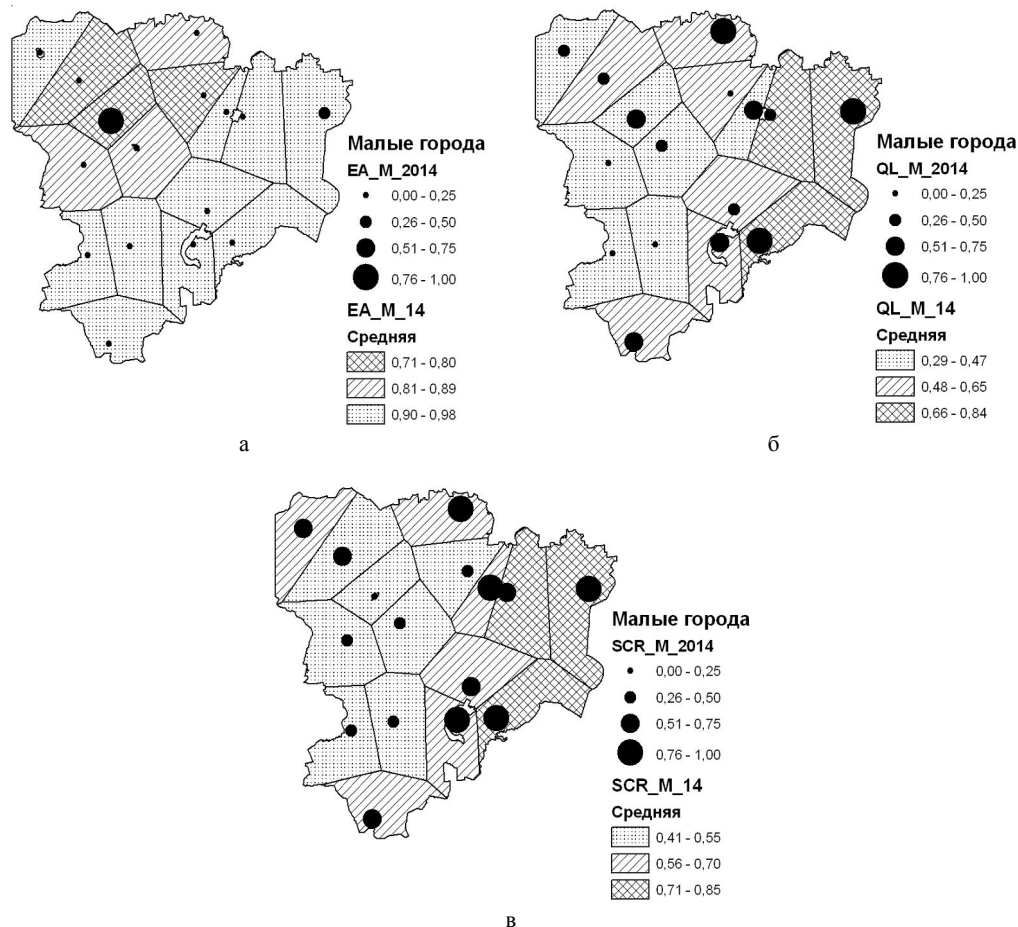 Малые города
EA_M_2014
0,00 - 0,25
0,26 - 0,50
0,51 - 0,75
0,76 - 1,00
EA_M_14
Средняя
0,71 - 0,80
0,81 - 0,89
0,90 - 0,98
а
Малые города
QL_M_2014
0,00 - 0,25
0,26 - 0,50
0,51 - 0,75
0,76 - 1,00
QL_M_14
Средняя
0,29 - 0,47
0,48 - 0,65
0,66 - 0,84
б
Малые города
SCR_M_2014
0,00 - 0,25
0,26 - 0,50
0,51 - 0,75
0,76 - 1,00
SCR_M_14
Средняя
0,41 - 0,55
0,56 - 0,70
0,71 - 0,85
в